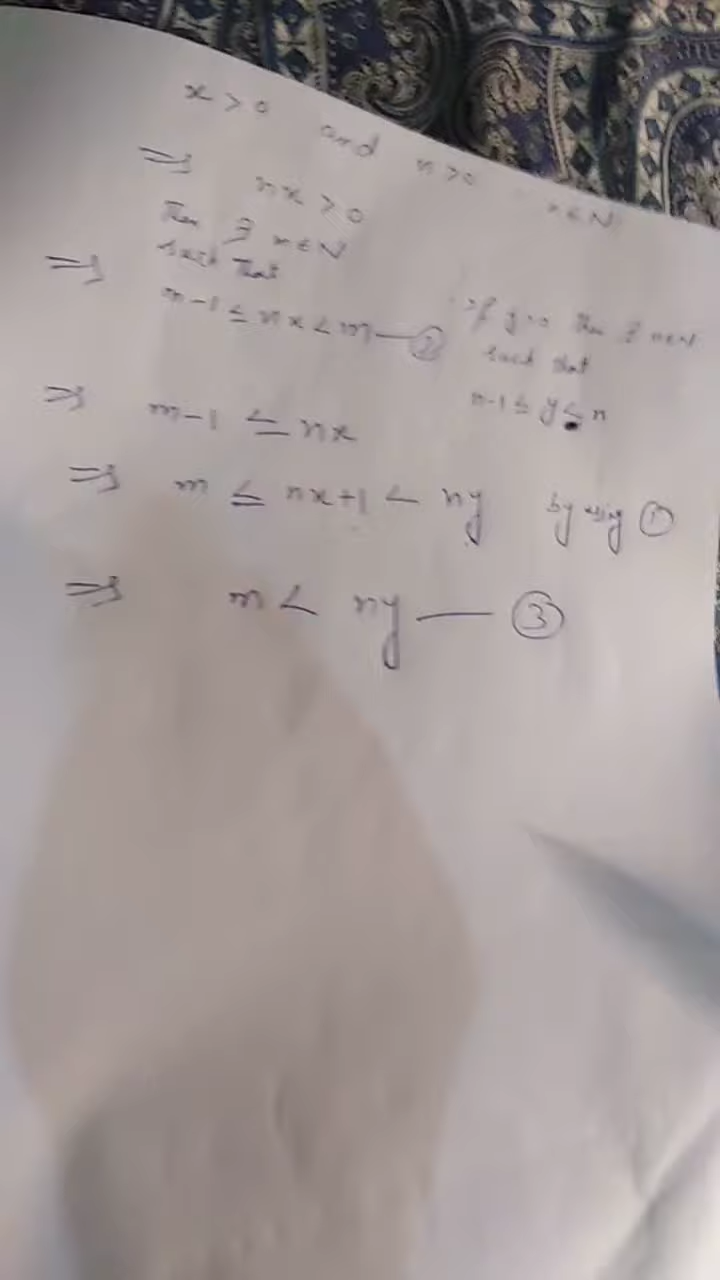 x > 0 and n > 0 n ∈ N
⇒ nx > 0
Then ∃ m ∈ N
such that
⇒ m-1 ≤ nx < m — ②
If y > 0 then ∃ n ∈ N
such that
n-1 ≤ y < n
⇒ m-1 ≤ nx
⇒ m ≤ nx+1 < ny by using ①
⇒ m < ny — ③